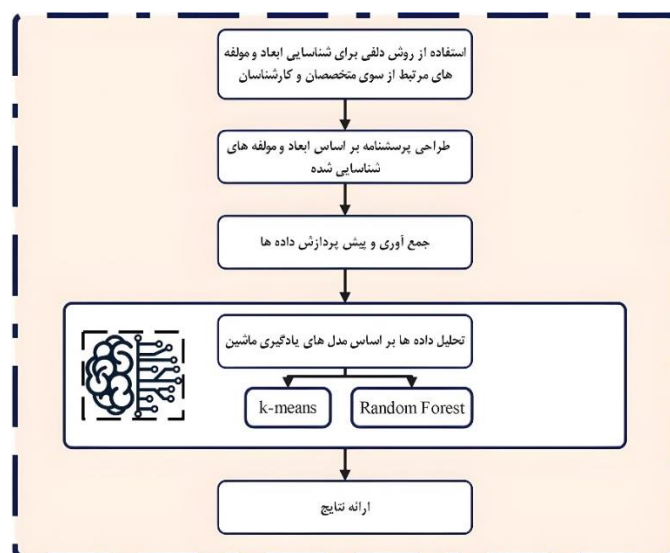 استفاده از روش دلفی برای شناسایی ابعاد و مولفه
های مرتبط از سوی متخصصان و کارشناسان
طراحی پرسشنامه بر اساس ابعاد و مولفه های
شناسایی شده
جمع آوری و پیش پردازش داده ها
تحلیل داده ها بر اساس مدل های یادگیری ماشین
k-means
Random Forest
ارائه نتایج